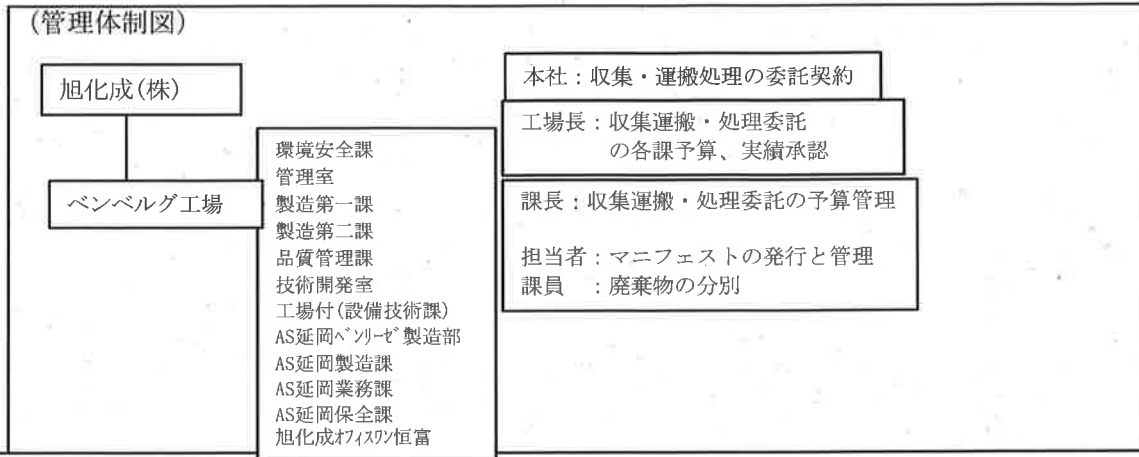 (管理体制図)
旭化成(株)
ベンベルグ工場
環境安全課
管理室
製造第一課
製造第二課
品質管理課
技術開発室
工場付(設備技術課)
AS延岡ﾍﾞﾝﾘｰｾﾞ製造部
AS延岡製造課
AS延岡業務課
AS延岡保全課
旭化成ｵﾌｨｽﾜﾝ恒富
本社：収集・運搬処理の委託契約
工場長：収集運搬・処理委託
の各課予算、実績承認
課長：収集運搬・処理委託の予算管理
担当者：マニフェストの発行と管理
課員　：廃棄物の分別